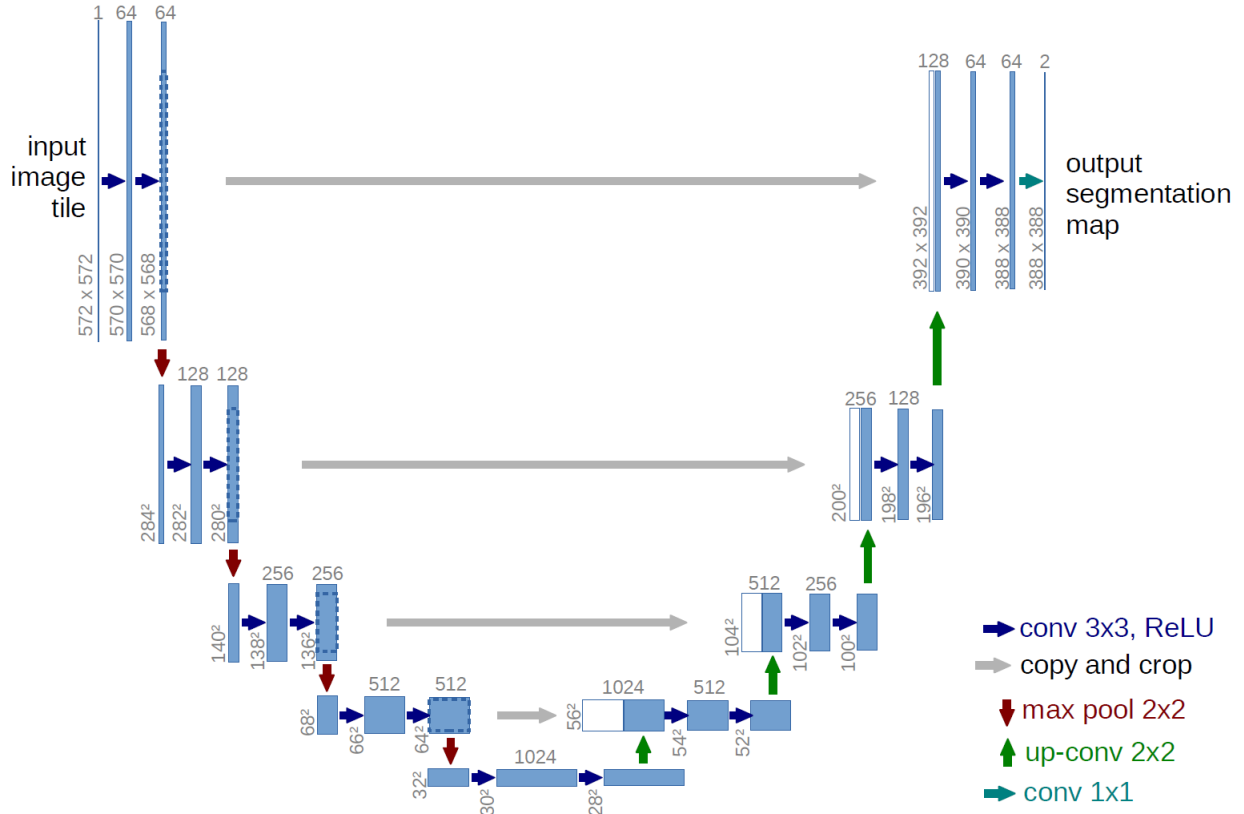 1 64 64
input
image
tile
572 x 572
570 x 570
568 x 568
128 64 64 2
output
segmentation
map
392 x 392
390 x 390
388 x 388
388 x 388
128 128
284²
282²
280²
256 128
200²
198²
196²
256 256
140²
138²
136²
512 256
104²
102²
100²
512 512
68²
66²
64²
1024 512
56²
54²
52²
1024
32²
30²
28²
conv 3x3, ReLU
copy and crop
max pool 2x2
up-conv 2x2
conv 1x1